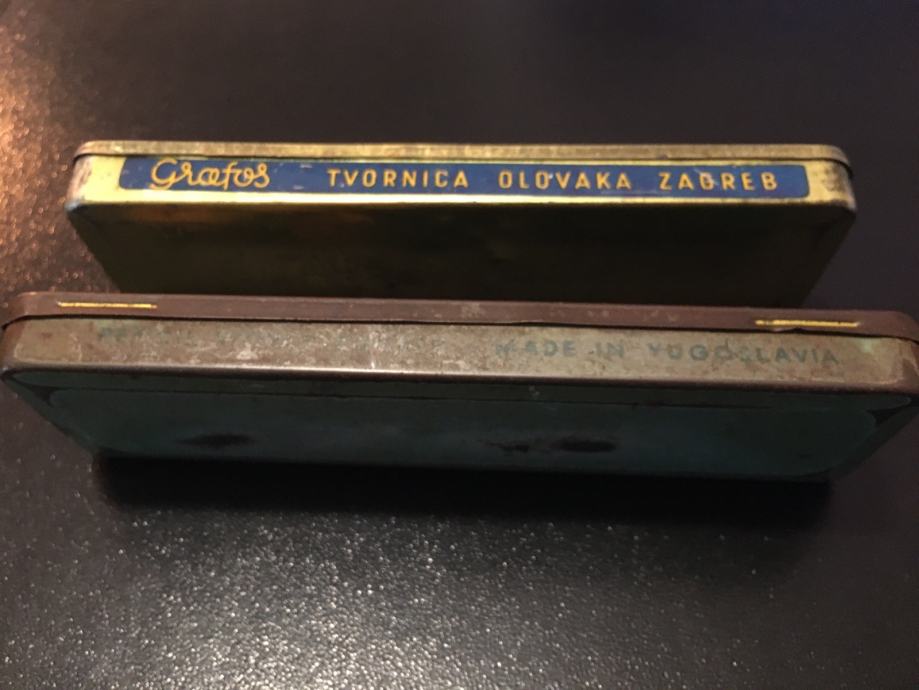 Grafos TVORNICA OLOVAKA ZAGREB
MADE IN YUGOSLAVIA